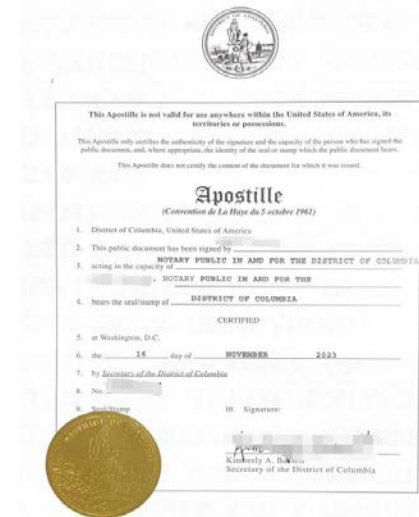 This Apostille is not valid for use anywhere within the United States of America, its
territories or possessions.
This Apostille only certifies the authenticity of the signature and the capacity of the person who has signed the
public document, and, where appropriate, the identity of the seal or stamp which the public document bears.
This Apostille does not certify the content of the document for which it was issued.
Apostille
(Convention de La Haye du 5 octobre 1961)
1. District of Columbia, United States of America
2. This public document has been signed by
3. acting in the capacity of NOTARY PUBLIC IN AND FOR THE DISTRICT OF COLUMBIA
, NOTARY PUBLIC IN AND FOR THE
4. bears the seal/stamp of DISTRICT OF COLUMBIA
CERTIFIED
5. at Washington, D.C.
6. the 16 day of NOVEMBER 2023
7. by Secretary of the District of Columbia
8. No.
9. Seal/Stamp
10. Signature:
Kimberly A.
Secretary of the District of Columbia